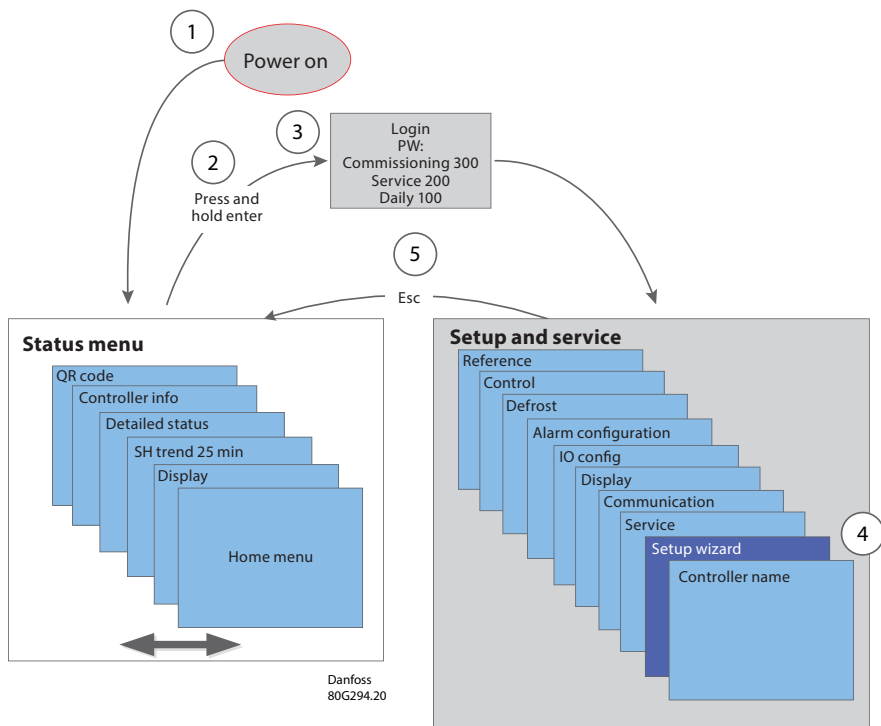 1
Power on
3
Login
PW:
Commissioning 300
Service 200
Daily 100
2
Press and
hold enter
5
Esc
Status menu
QR code
Controller info
Detailed status
SH trend 25 min
Display
Home menu
Setup and service
Reference
Control
Defrost
Alarm configuration
IO config
Display
Communication
Service
4
Setup wizard
Controller name
Danfoss
80G294.20